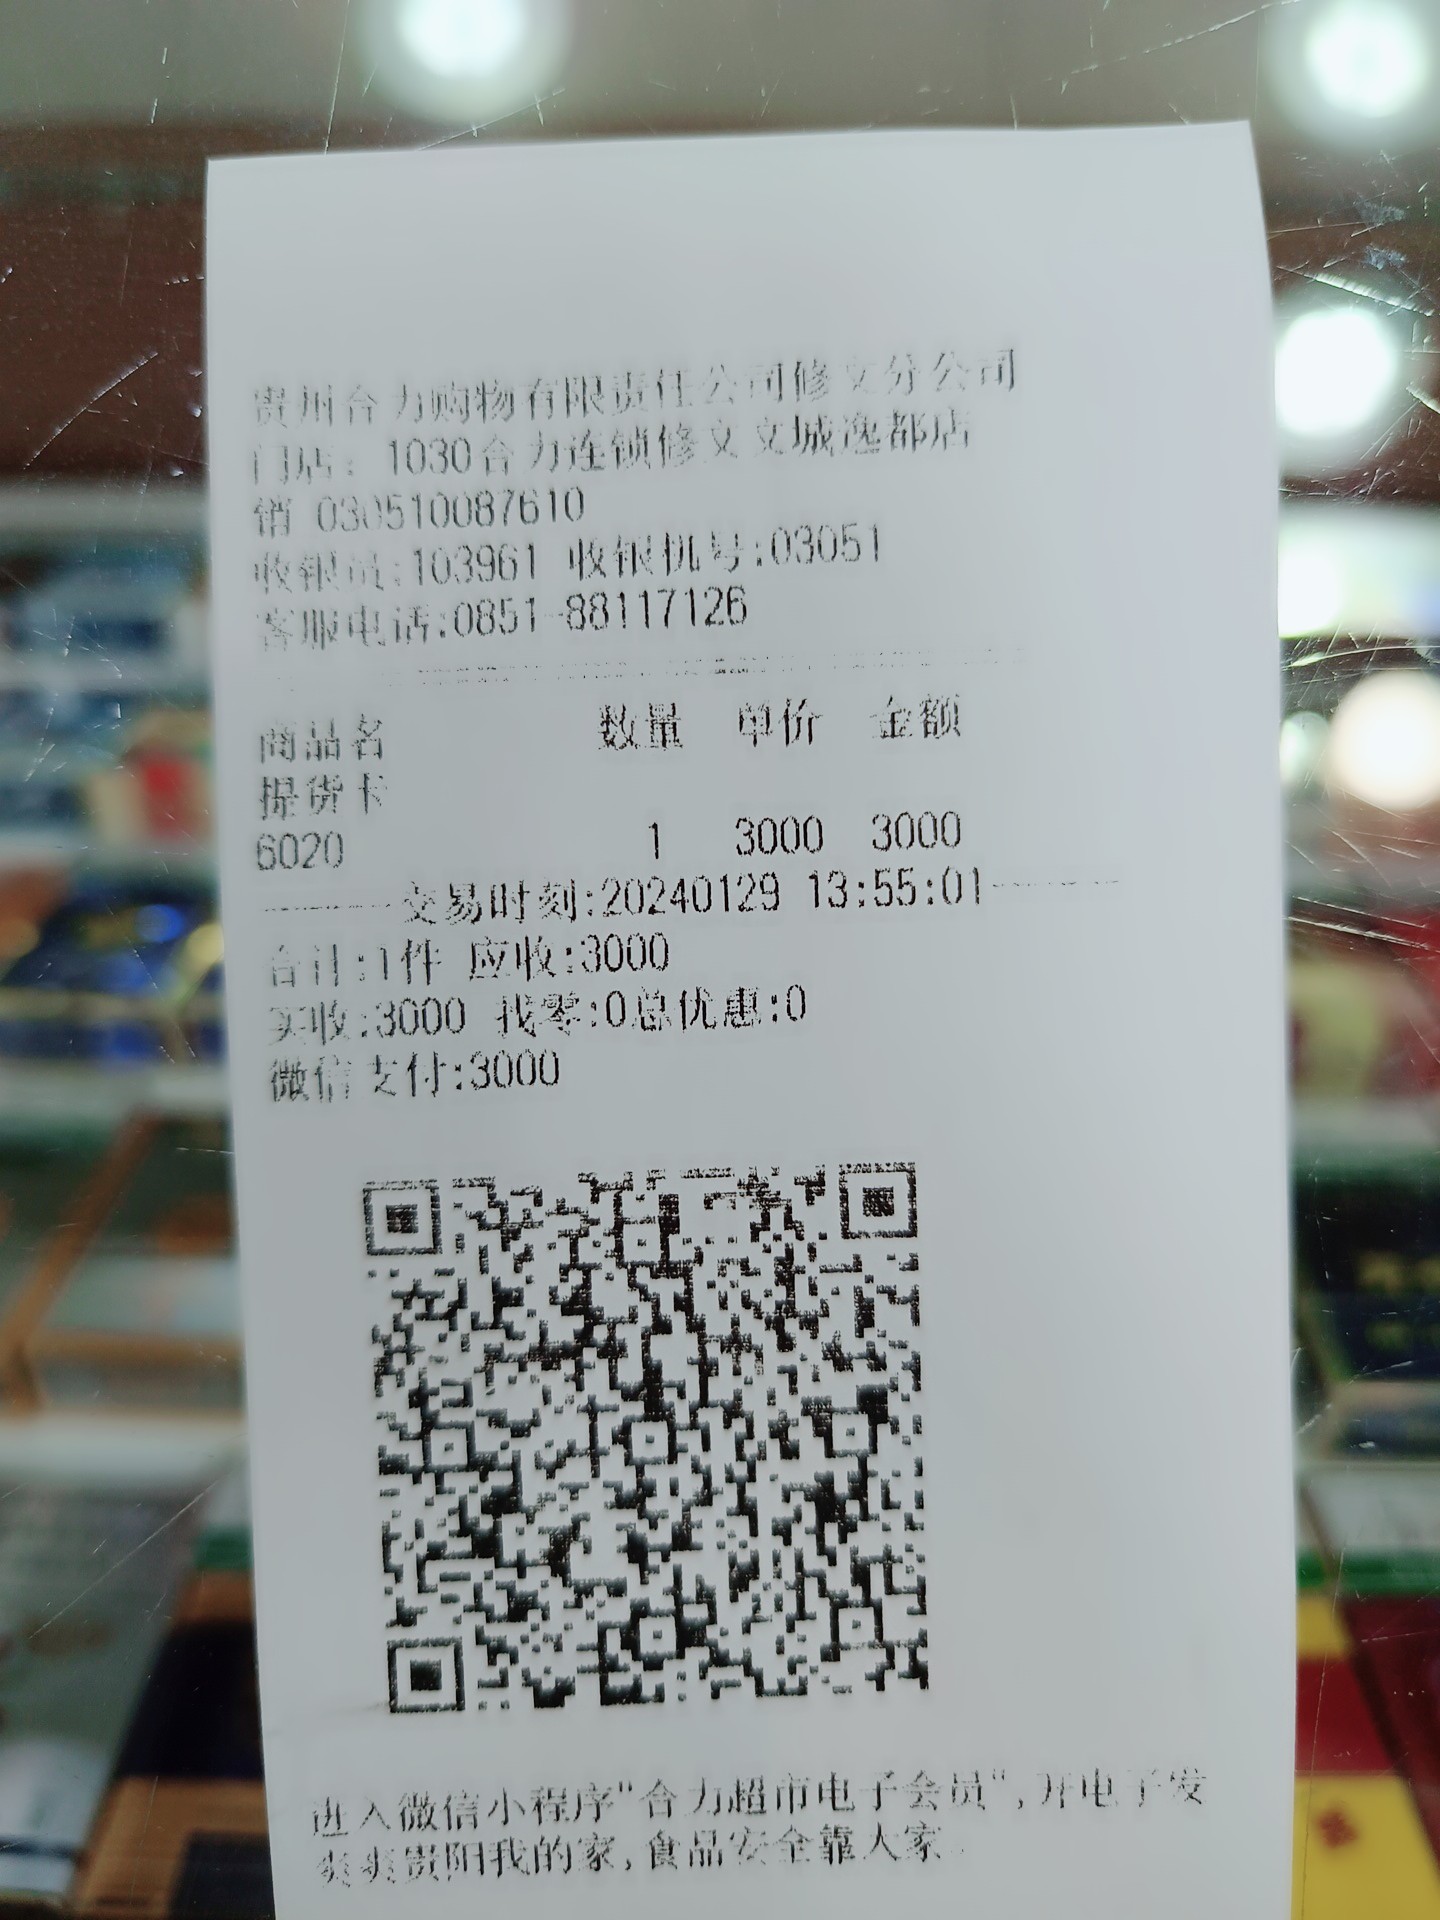 贵州合力购物有限责任公司修文分公司
门店：1030合力连锁修文文城逸都店
销 030510087610
收银员:103961 收银机号:03051
客服电话:0851-88117126
商品名 数量 单价 金额
提货卡
6020 1 3000 3000
交易时刻:20240129 13:55:01
合计:1件 应收:3000
实收:3000 找零:0总优惠:0
微信支付:3000
进入微信小程序"合力超市电子会员",开电子发
爽爽贵阳我的家,食品安全靠大家